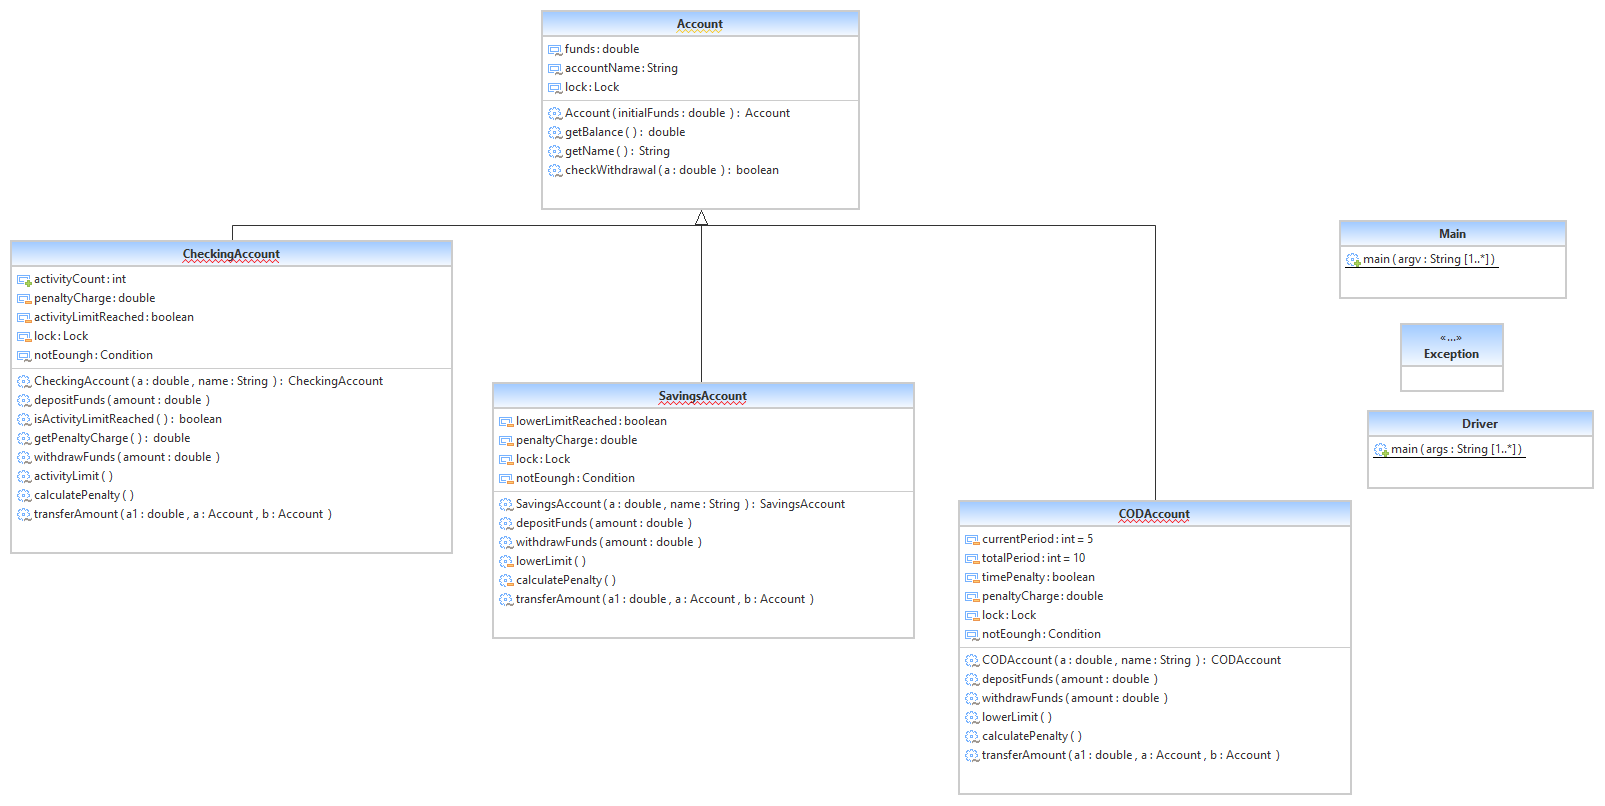 Account
funds : double
accountName : String
lock : Lock
Account ( initialFunds : double ) : Account
getBalance ( ) : double
getName ( ) : String
checkWithdrawal ( a : double ) : boolean
CheckingAccount
activityCount : int
penaltyCharge : double
activityLimitReached : boolean
lock : Lock
notEoungh : Condition
CheckingAccount ( a : double , name : String ) : CheckingAccount
depositFunds ( amount : double )
isActivityLimitReached ( ) : boolean
getPenaltyCharge ( ) : double
withdrawFunds ( amount : double )
activityLimit ( )
calculatePenalty ( )
transferAmount ( a1 : double , a : Account , b : Account )
SavingsAccount
lowerLimitReached : boolean
penaltyCharge : double
lock : Lock
notEoungh : Condition
SavingsAccount ( a : double , name : String ) : SavingsAccount
depositFunds ( amount : double )
withdrawFunds ( amount : double )
lowerLimit ( )
calculatePenalty ( )
transferAmount ( a1 : double , a : Account , b : Account )
CODAccount
currentPeriod : int = 5
totalPeriod : int = 10
timePenalty : boolean
penaltyCharge : double
lock : Lock
notEoungh : Condition
CODAccount ( a : double , name : String ) : CODAccount
depositFunds ( amount : double )
withdrawFunds ( amount : double )
lowerLimit ( )
calculatePenalty ( )
transferAmount ( a1 : double , a : Account , b : Account )
Main
main ( argv : String [1..*] )
«...»
Exception
Driver
main ( args : String [1..*] )